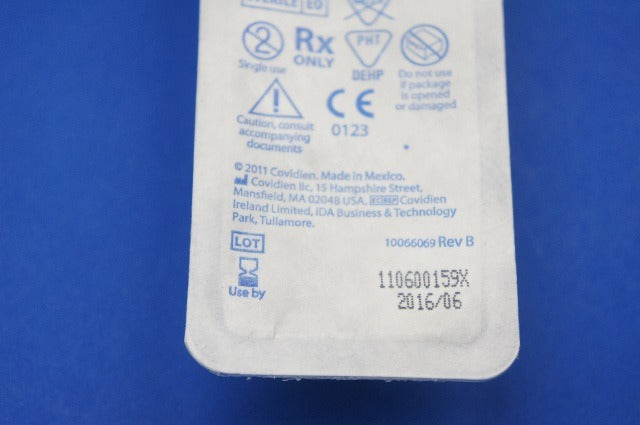 STERILE EO
2
Single use
Rx
ONLY
PHT
DEHP
Do not use
if package
is opened
or damaged
Caution, consult
accompanying
documents
CE
0123
© 2011 Covidien. Made in Mexico.
Covidien llc, 15 Hampshire Street,
Mansfield, MA 02048 USA. EC REP Covidien
Ireland Limited, IDA Business & Technology
Park, Tullamore.
LOT
10066069 Rev B
Use by
110600159X
2016/06